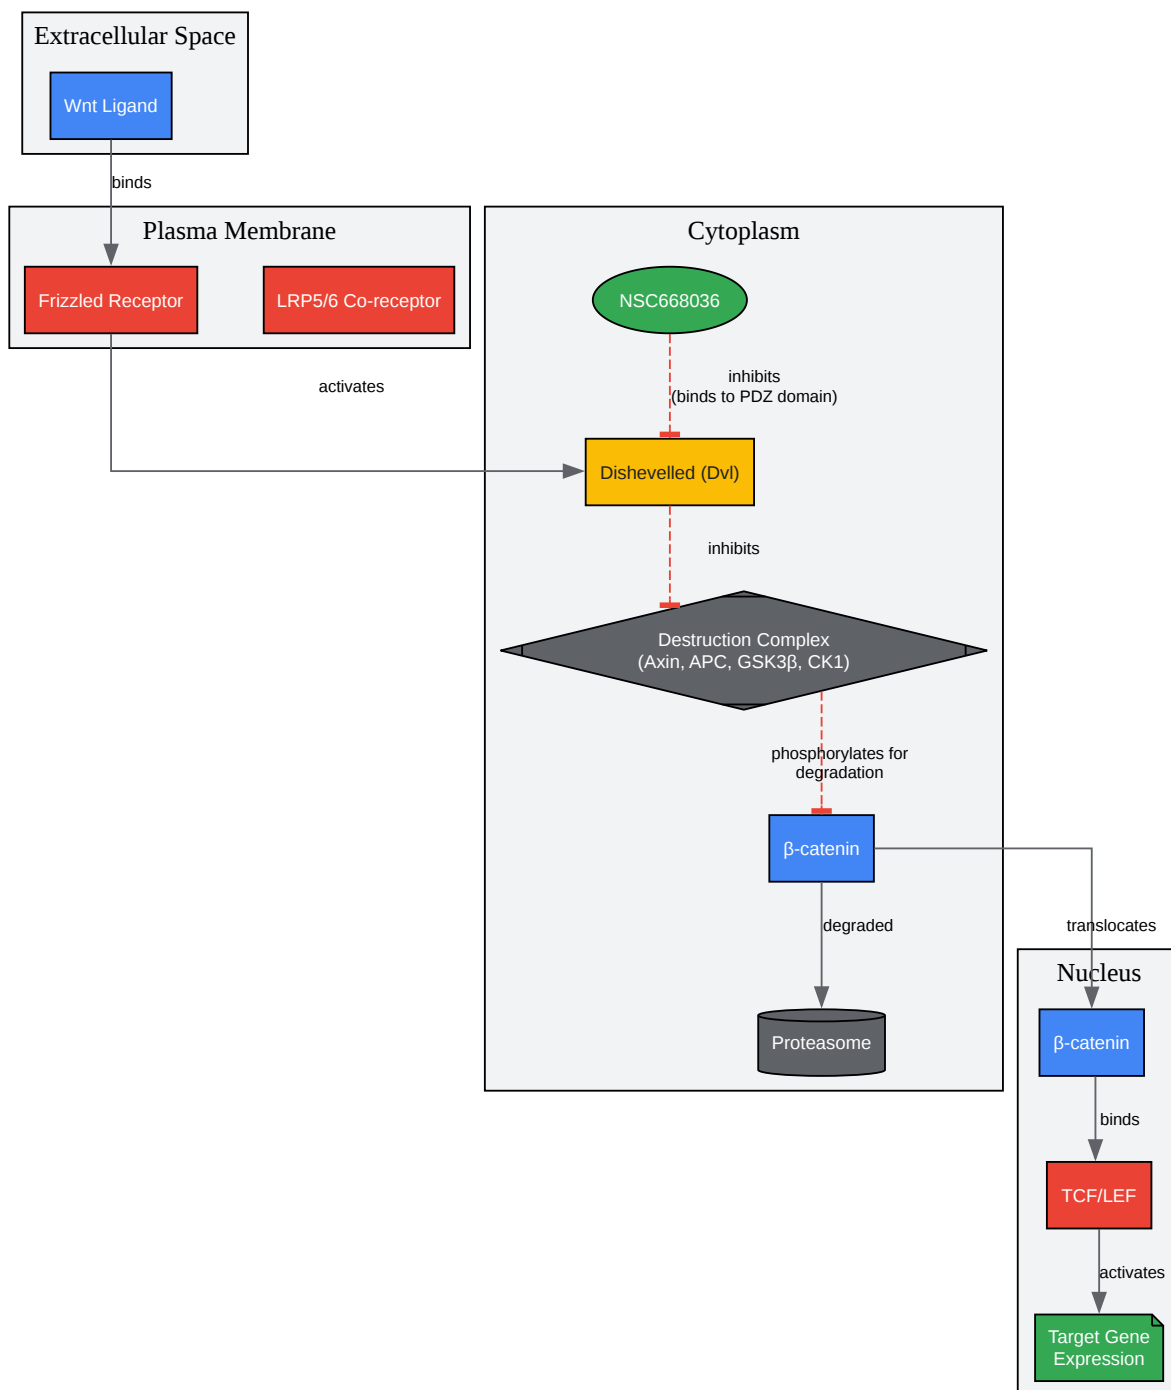 Extracellular Space
Wnt Ligand
binds
Plasma Membrane
Frizzled Receptor
LRP5/6 Co-receptor
activates
Cytoplasm
NSC668036
inhibits
(binds to PDZ domain)
Dishevelled (Dvl)
inhibits
Destruction Complex
(Axin, APC, GSK3β, CK1)
phosphorylates for
degradation
β-catenin
degraded
Proteasome
translocates
Nucleus
β-catenin
binds
TCF/LEF
activates
Target Gene
Expression